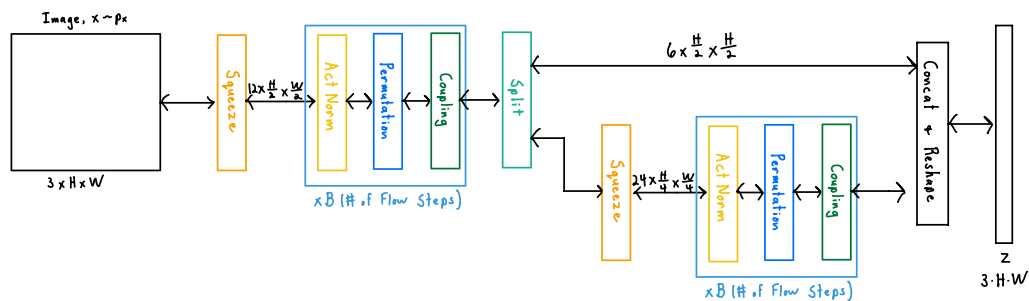 Image, x ~ pₓ
3 x H x W
Squeeze
12 x H/2 x W/2
Act Norm
Permutation
Coupling
x B (# of Flow Steps)
Split
6 x H/2 x H/2
Squeeze
24 x H/4 x W/4
Act Norm
Permutation
Coupling
x B (# of Flow Steps)
Concat + Reshape
z
3·H·W